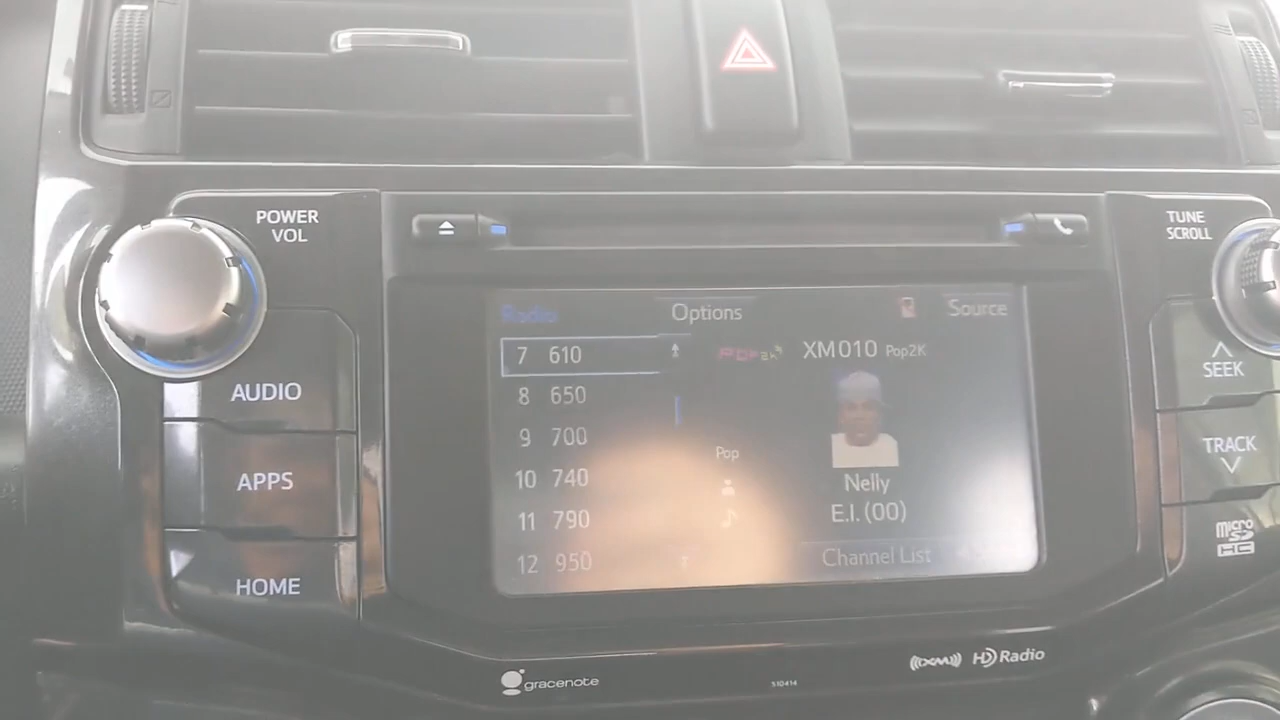 POWER
VOL
TUNE
SCROLL
Radio
Options
Source
7 610
XM010 Pop2K
8 650
9 700
10 740
11 790
12 950
Pop
Nelly
E.I. (00)
Channel List
AUDIO
APPS
HOME
SEEK
TRACK
micro
SD
HC
gracenote
510414
XM
HD Radio